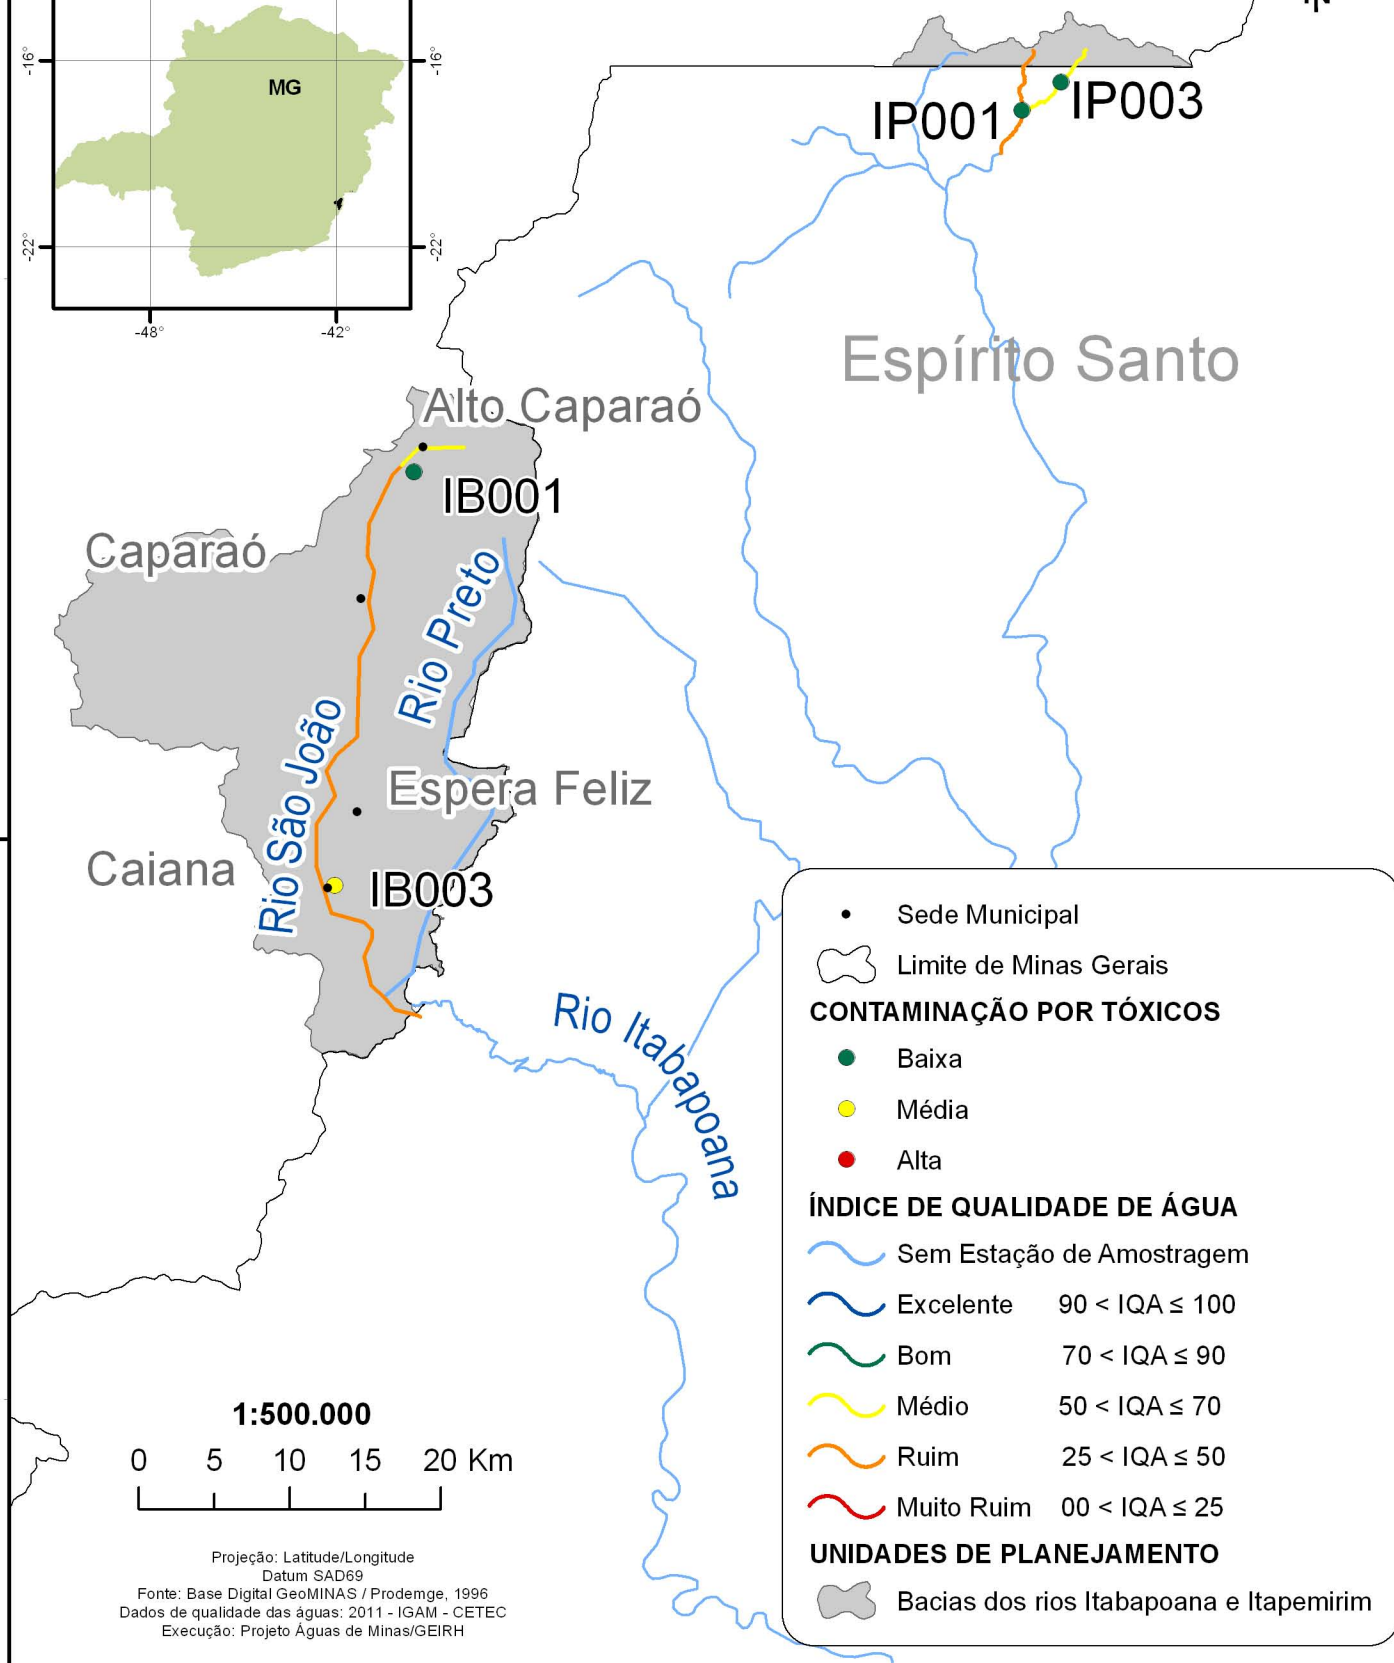 -16°
-16°
MG
-22°
-22°
-48°
-42°
N
IP001
IP003
Espírito Santo
Alto Caparaó
IB001
Caparaó
Rio Preto
Rio São João
Espera Feliz
Caiana
IB003
Rio Itabapoana
Sede Municipal
Limite de Minas Gerais
CONTAMINAÇÃO POR TÓXICOS
Baixa
Média
Alta
ÍNDICE DE QUALIDADE DE ÁGUA
Sem Estação de Amostragem
Excelente 90 < IQA ≤ 100
Bom 70 < IQA ≤ 90
Médio 50 < IQA ≤ 70
Ruim 25 < IQA ≤ 50
Muito Ruim 00 < IQA ≤ 25
UNIDADES DE PLANEJAMENTO
Bacias dos rios Itabapoana e Itapemirim
1:500.000
0 5 10 15 20 Km
Projeção: Latitude/Longitude
Datum SAD69
Fonte: Base Digital GeoMINAS / Prodemge, 1996
Dados de qualidade das águas: 2011 - IGAM - CETEC
Execução: Projeto Águas de Minas/GEIRH